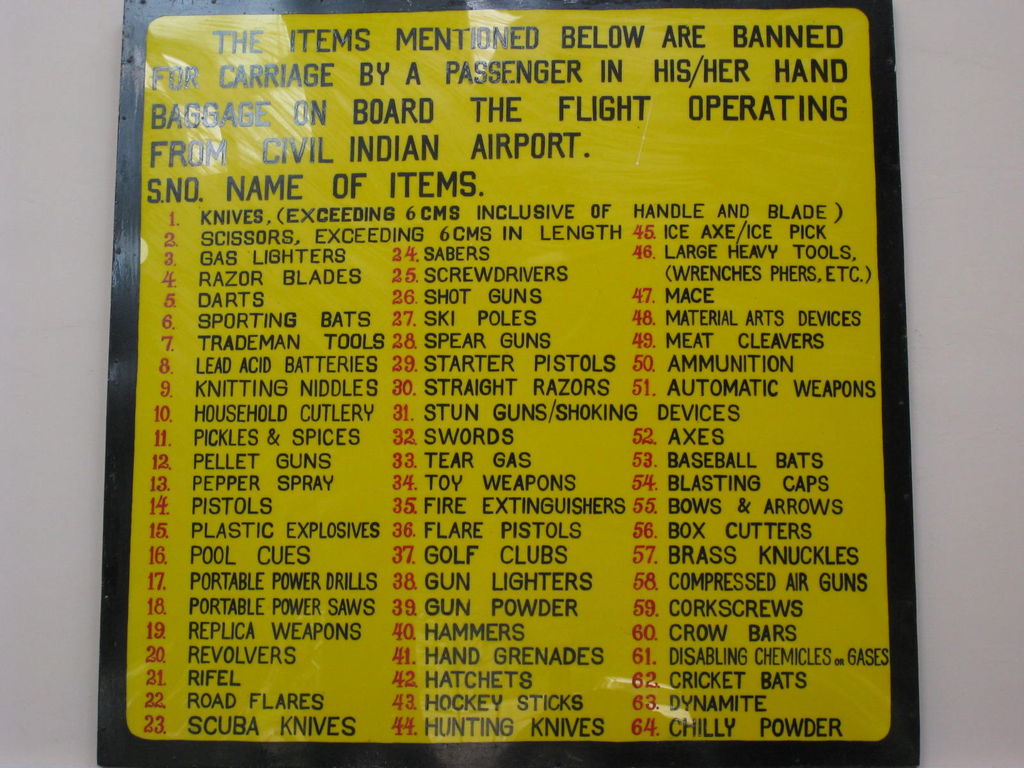 THE ITEMS MENTIONED BELOW ARE BANNED
FOR CARRIAGE BY A PASSENGER IN HIS/HER HAND
BAGGAGE ON BOARD THE FLIGHT OPERATING
FROM CIVIL INDIAN AIRPORT.
S.NO. NAME OF ITEMS.
1. KNIVES, (EXCEEDING 6 CMS INCLUSIVE OF HANDLE AND BLADE)
2. SCISSORS, EXCEEDING 6 CMS IN LENGTH
3. GAS LIGHTERS
4. RAZOR BLADES
5. DARTS
6. SPORTING BATS
7. TRADEMAN TOOLS
8. LEAD ACID BATTERIES
9. KNITTING NIDDLES
10. HOUSEHOLD CUTLERY
11. PICKLES & SPICES
12. PELLET GUNS
13. PEPPER SPRAY
14. PISTOLS
15. PLASTIC EXPLOSIVES
16. POOL CUES
17. PORTABLE POWER DRILLS
18. PORTABLE POWER SAWS
19. REPLICA WEAPONS
20. REVOLVERS
21. RIFEL
22. ROAD FLARES
23. SCUBA KNIVES
24. SABERS
25. SCREWDRIVERS
26. SHOT GUNS
27. SKI POLES
28. SPEAR GUNS
29. STARTER PISTOLS
30. STRAIGHT RAZORS
31. STUN GUNS/SHOKING DEVICES
32. SWORDS
33. TEAR GAS
34. TOY WEAPONS
35. FIRE EXTINGUISHERS
36. FLARE PISTOLS
37. GOLF CLUBS
38. GUN LIGHTERS
39. GUN POWDER
40. HAMMERS
41. HAND GRENADES
42. HATCHETS
43. HOCKEY STICKS
44. HUNTING KNIVES
45. ICE AXE/ICE PICK
46. LARGE HEAVY TOOLS,
(WRENCHES PHERS, ETC.)
47. MACE
48. MATERIAL ARTS DEVICES
49. MEAT CLEAVERS
50. AMMUNITION
51. AUTOMATIC WEAPONS
52. AXES
53. BASEBALL BATS
54. BLASTING CAPS
55. BOWS & ARROWS
56. BOX CUTTERS
57. BRASS KNUCKLES
58. COMPRESSED AIR GUNS
59. CORKSCREWS
60. CROW BARS
61. DISABLING CHEMICLES OR GASES
62. CRICKET BATS
63. DYNAMITE
64. CHILLY POWDER